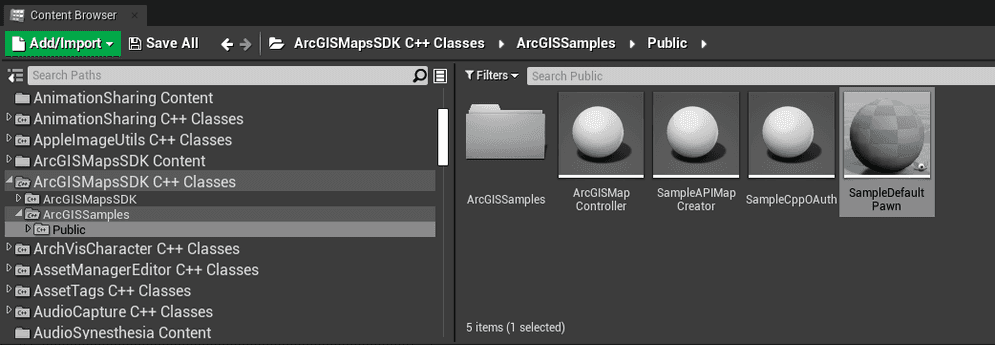 Content Browser
Add/Import Save All ArcGISMapsSDK C++ Classes ArcGISSamples Public
Search Paths
AnimationSharing Content
AnimationSharing C++ Classes
AppleImageUtils C++ Classes
ArcGISMapsSDK Content
ArcGISMapsSDK C++ Classes
ArcGISMapsSDK
ArcGISSamples
Public
ArchVisCharacter C++ Classes
AssetManagerEditor C++ Classes
AssetTags C++ Classes
AudioCapture C++ Classes
AudioSynesthesia Content
Filters Search Public
ArcGISSamples
ArcGISMap
Controller
SampleAPIMap
Creator
SampleCppOAuth
SampleDefault
Pawn
5 items (1 selected)